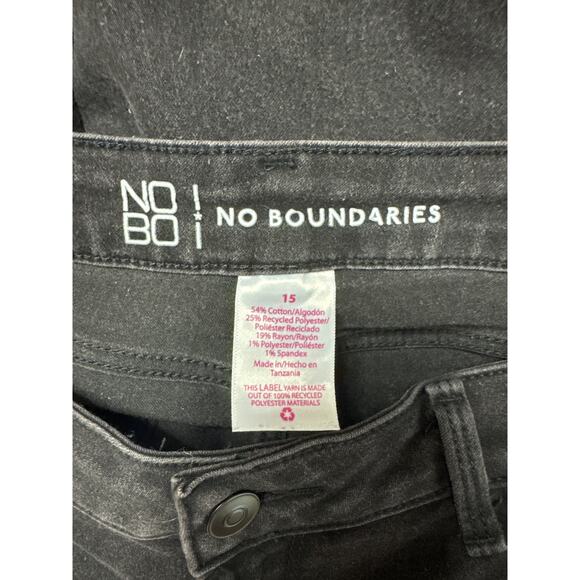 NO
BO
NO BOUNDARIES
15
54% Cotton/Algodón
25% Recycled Polyester/
Poliéster Reciclado
19% Rayon/Rayón
1% Polyester/Poliéster
1% Spandex
Made in/Hecho en
Tanzania
THIS LABEL YARN IS MADE
OUT OF 100% RECYCLED
POLYESTER MATERIALS